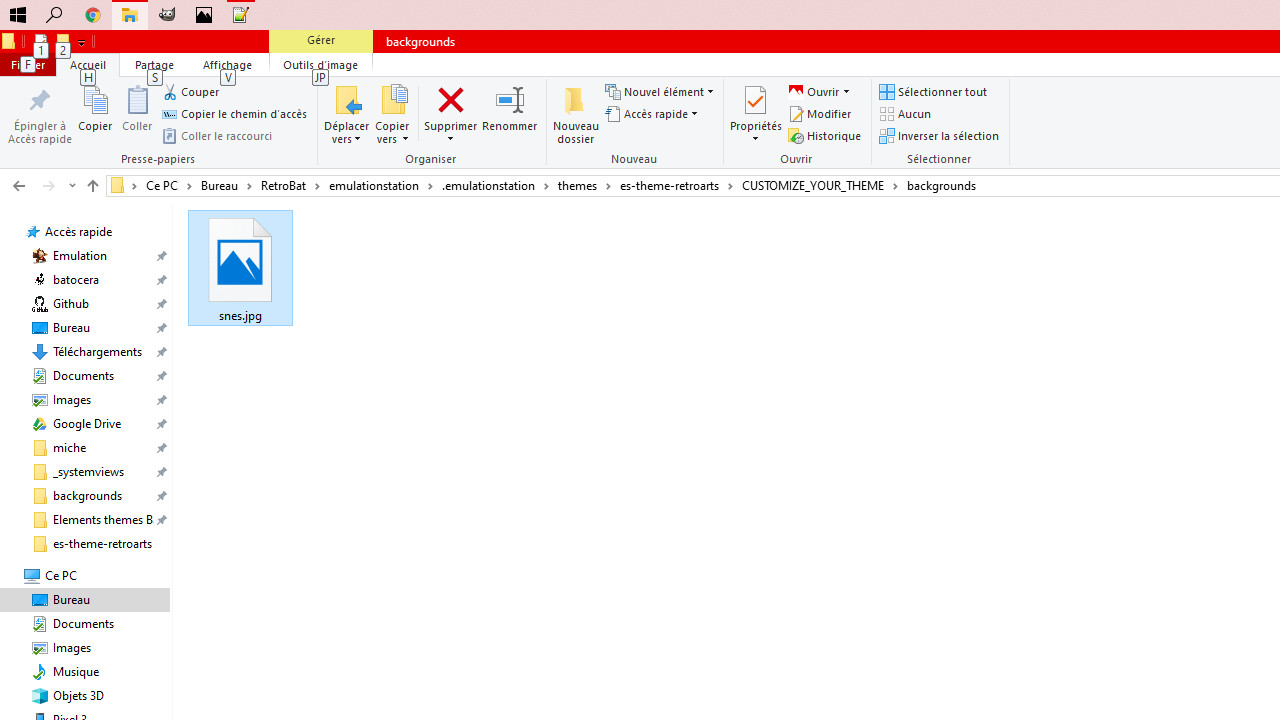 Gérer
backgrounds
1
2
F
Accueil
Partage
Affichage
Outils d'image
H
S
V
JP
Épingler à
Accès rapide
Copier
Coller
Couper
Copier le chemin d'accès
Coller le raccourci
Presse-papiers
Déplacer
vers
Copier
vers
Supprimer
Renommer
Organiser
Nouveau
dossier
Nouvel élément
Accès rapide
Nouveau
Propriétés
Ouvrir
Modifier
Historique
Ouvrir
Sélectionner tout
Aucun
Inverser la sélection
Sélectionner
Ce PC
Bureau
RetroBat
emulationstation
.emulationstation
themes
es-theme-retroarts
CUSTOMIZE_YOUR_THEME
backgrounds
Accès rapide
Emulation
batocera
Github
Bureau
Téléchargements
Documents
Images
Google Drive
miche
_systemviews
backgrounds
Elements themes B
es-theme-retroarts
Ce PC
Bureau
Documents
Images
Musique
Objets 3D
Pixel 3
snes.jpg